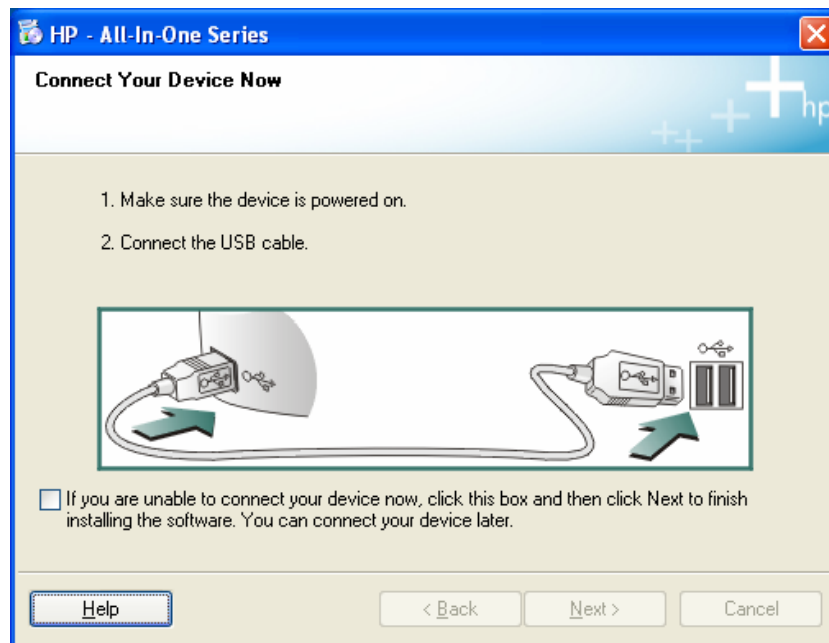 HP - All-In-One Series
Connect Your Device Now
hp
1. Make sure the device is powered on.
2. Connect the USB cable.
If you are unable to connect your device now, click this box and then click Next to finish
installing the software. You can connect your device later.
Help
< Back
Next >
Cancel